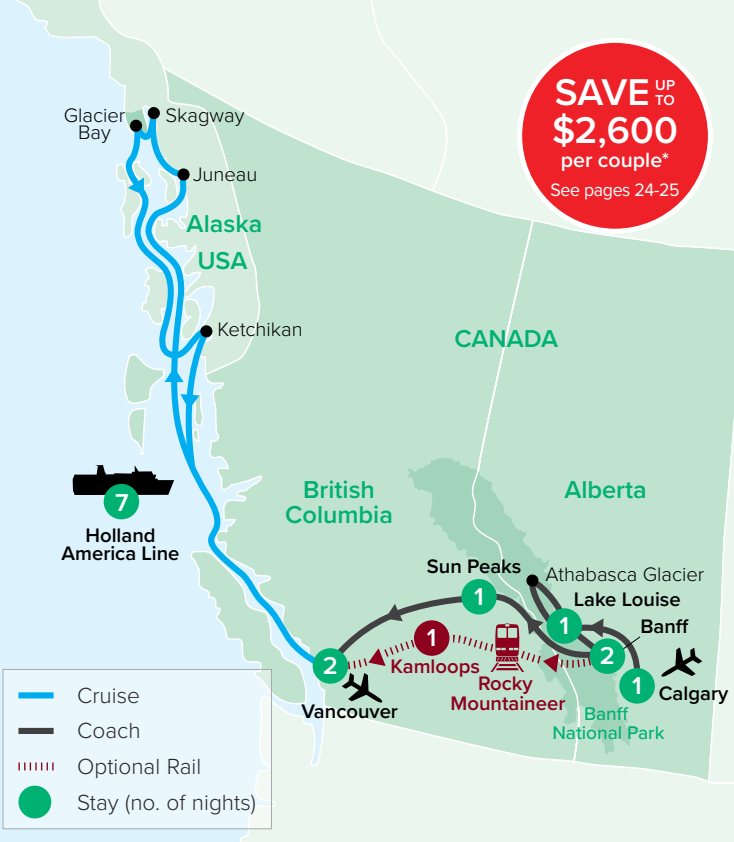 SAVE UP TO
$2,600
per couple*
See pages 24-25
Glacier
Bay
Skagway
Juneau
Alaska
USA
Ketchikan
CANADA
7
Holland
America Line
British
Columbia
Alberta
Sun Peaks
1
Athabasca Glacier
Lake Louise
1
Banff
2
1
Calgary
1
Kamloops
Rocky
Mountaineer
2
Vancouver
Banff
National Park
Cruise
Coach
Optional Rail
Stay (no. of nights)